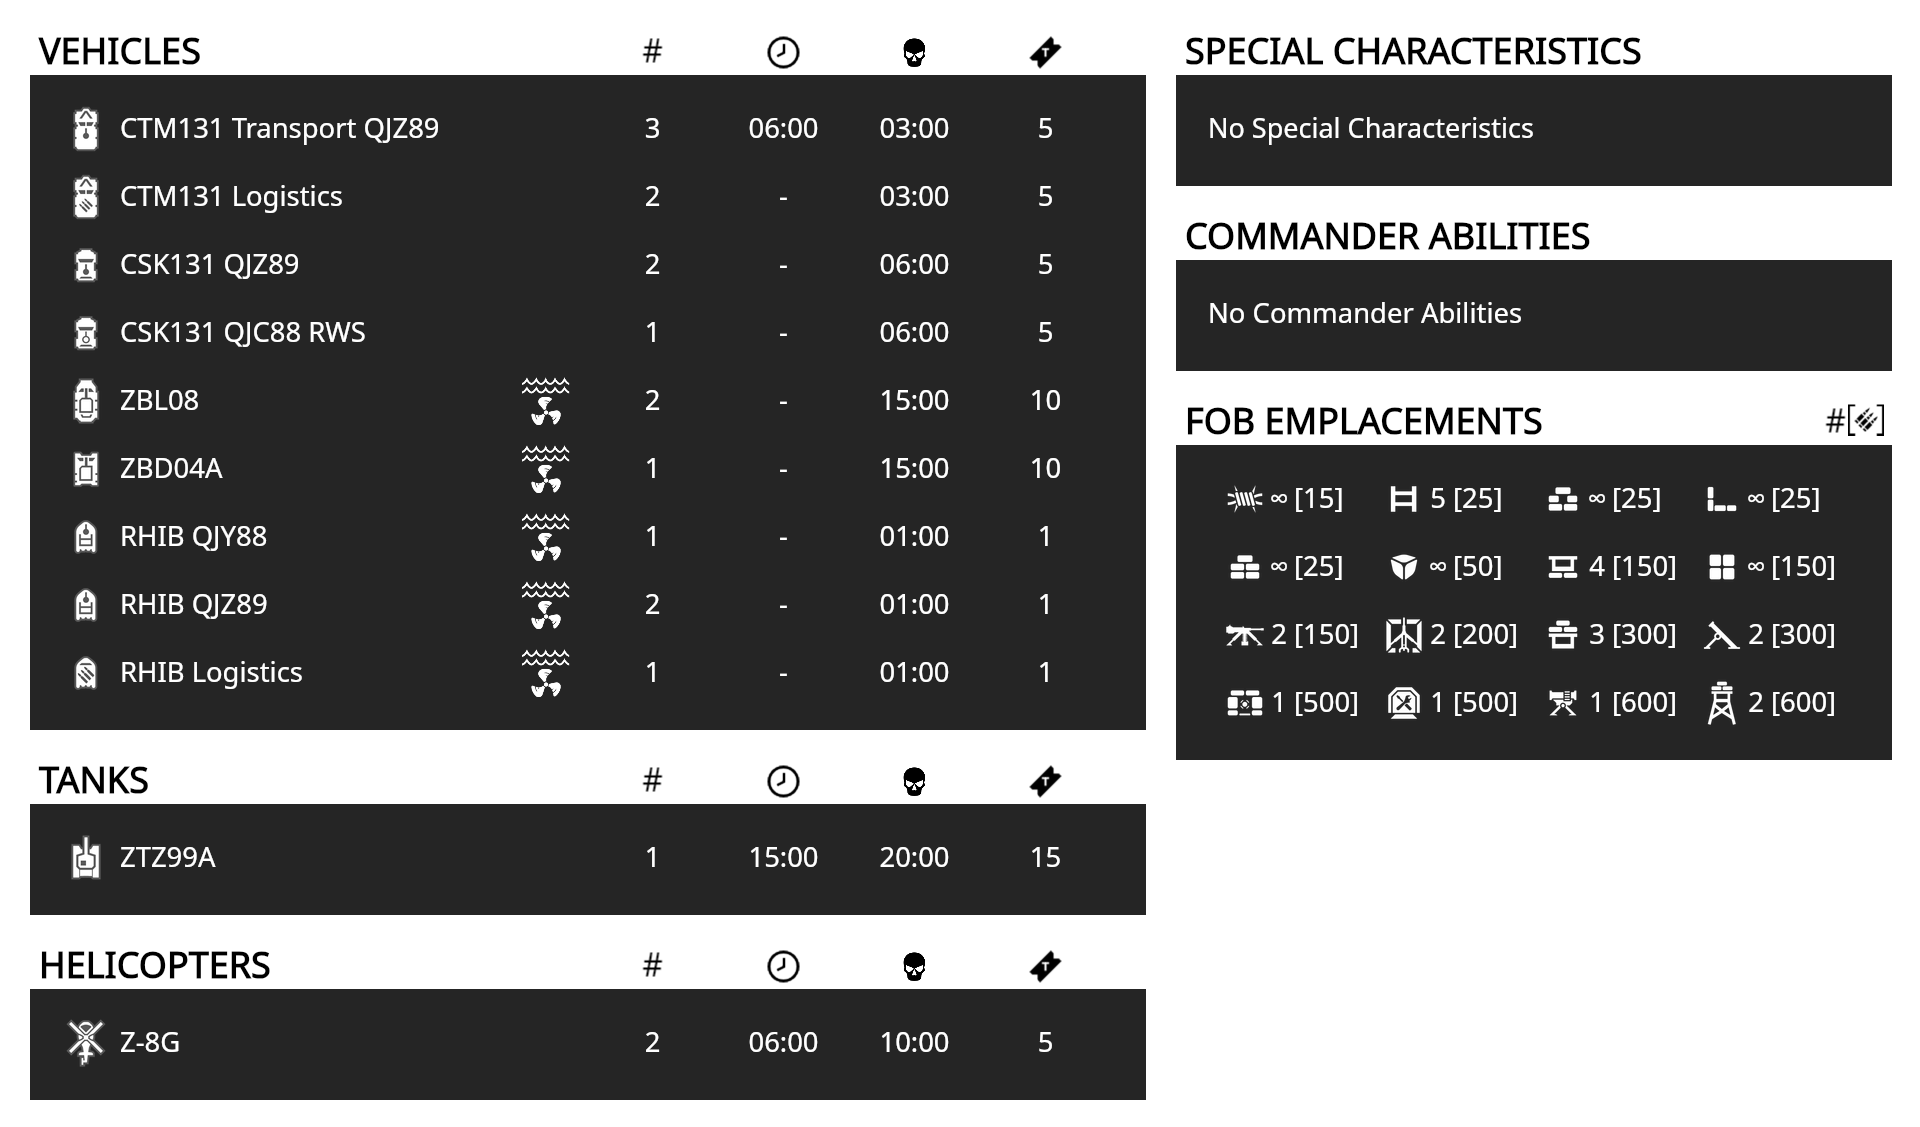 VEHICLES #
CTM131 Transport QJZ89 3 06:00 03:00 5
CTM131 Logistics 2 - 03:00 5
CSK131 QJZ89 2 - 06:00 5
CSK131 QJC88 RWS 1 - 06:00 5
ZBL08 2 - 15:00 10
ZBD04A 1 - 15:00 10
RHIB QJY88 1 - 01:00 1
RHIB QJZ89 2 - 01:00 1
RHIB Logistics 1 - 01:00 1
TANKS #
ZTZ99A 1 15:00 20:00 15
HELICOPTERS #
Z-8G 2 06:00 10:00 5
SPECIAL CHARACTERISTICS
No Special Characteristics
COMMANDER ABILITIES
No Commander Abilities
FOB EMPLACEMENTS #[ ]
∞ [15] 5 [25] ∞ [25] ∞ [25]
∞ [25] ∞ [50] 4 [150] ∞ [150]
2 [150] 2 [200] 3 [300] 2 [300]
1 [500] 1 [500] 1 [600] 2 [600]